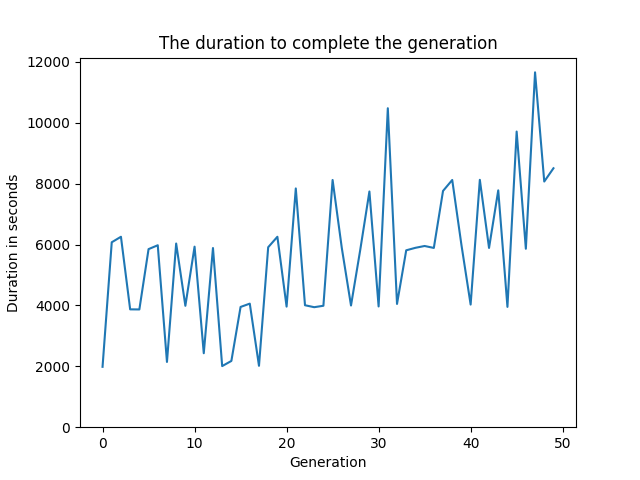 The duration to complete the generation
12000
10000
8000
6000
4000
2000
0
Duration in seconds
0 10 20 30 40 50
Generation